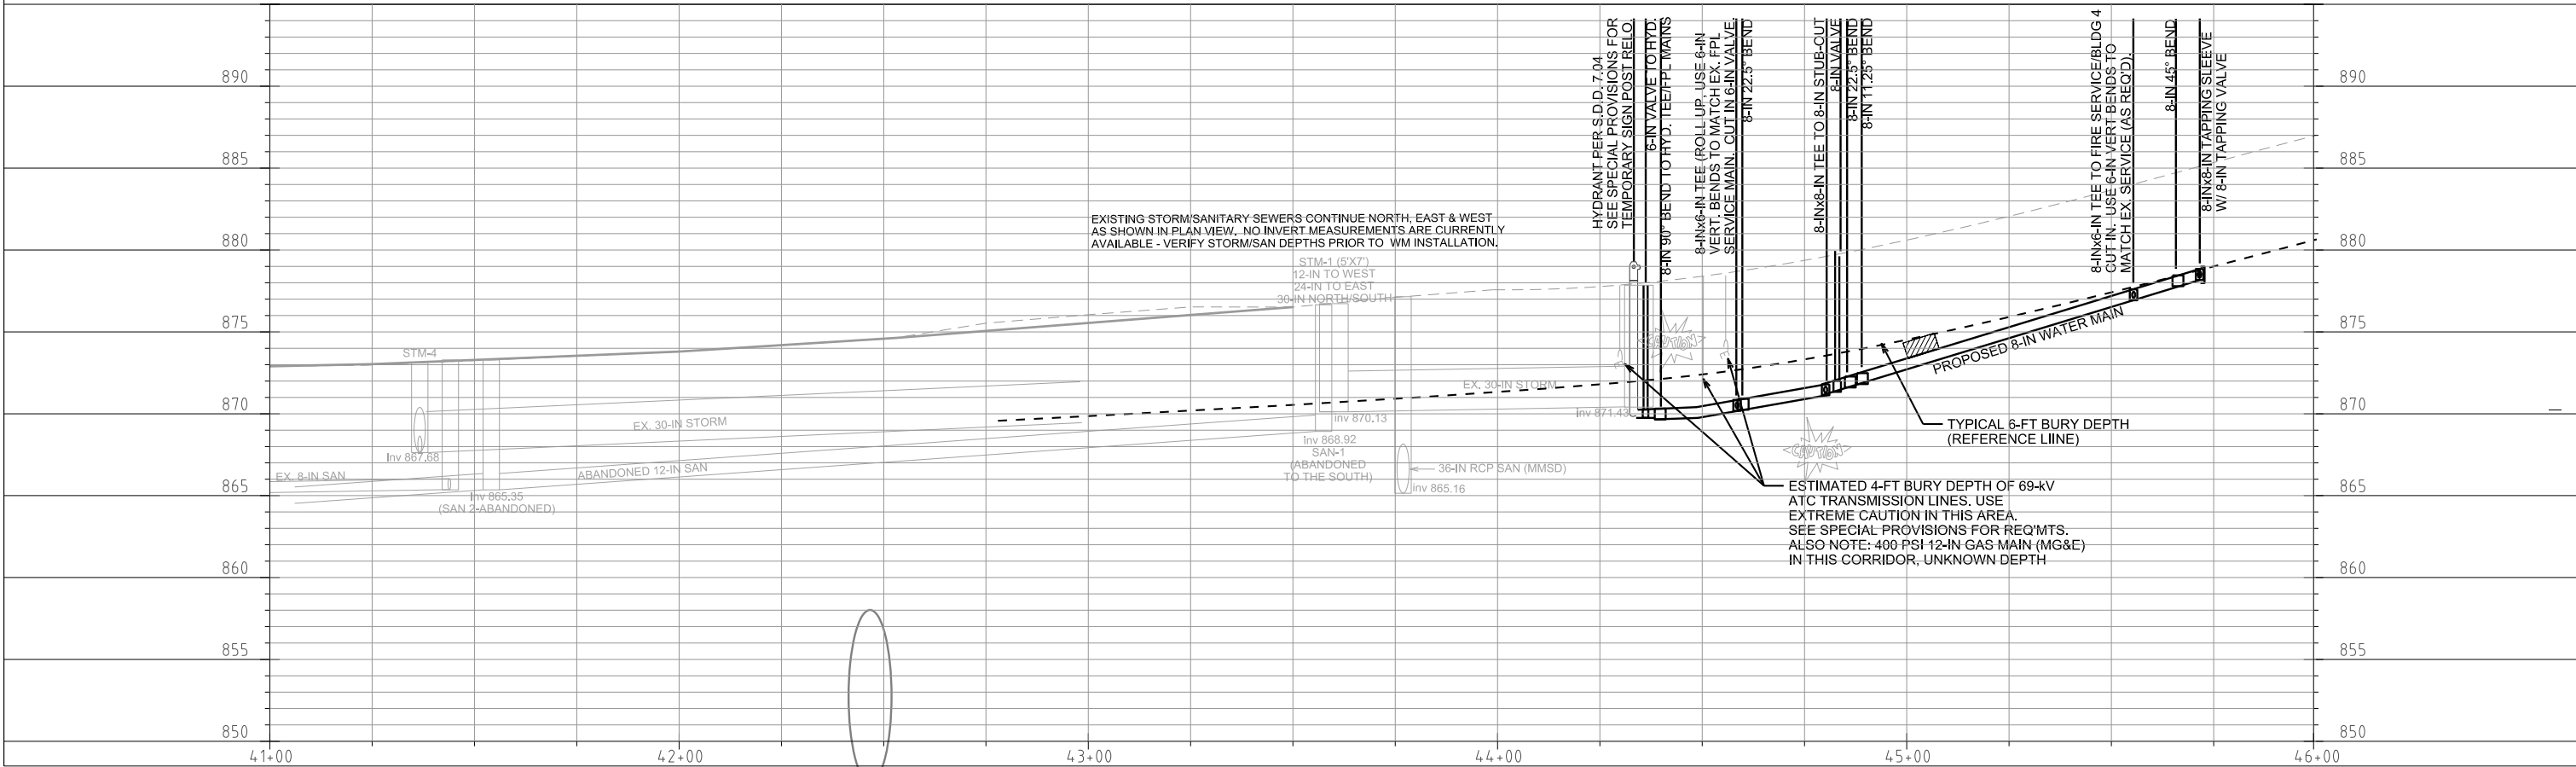 890
885
880
875
870
865
860
855
850
41+00
42+00
43+00
44+00
45+00
46+00
890
885
880
875
870
865
860
855
850
EXISTING STORM/SANITARY SEWERS CONTINUE NORTH, EAST & WEST
AS SHOWN IN PLAN VIEW. NO INVERT MEASUREMENTS ARE CURRENTLY
AVAILABLE - VERIFY STORM/SAN DEPTHS PRIOR TO WM INSTALLATION.
STM-1 (5'X7')
12-IN TO WEST
24-IN TO EAST
30-IN NORTH/SOUTH
STM-4
EX. 30-IN STORM
Inv 867.68
EX. 8-IN SAN
ABANDONED 12-IN SAN
Inv 865.35
(SAN 2-ABANDONED)
inv 870.13
Inv 868.92
SAN-1
(ABANDONED
TO THE SOUTH)
36-IN RCP SAN (MMSD)
inv 865.16
EX. 30-IN STORM
Inv 871.43
HYDRANT PER S.D.D. 7.04
SEE SPECIAL PROVISIONS FOR
TEMPORARY SIGN POST RELO.
6-IN VALVE TO HYD.
8-IN 90° BEND TO HYD. TEE/FPL MAINS
8-INx6-IN TEE (ROLL UP, USE 6-IN
VERT. BENDS TO MATCH EX. FPL
SERVICE MAIN. CUT IN 6-IN VALVE.
8-IN 22.5° BEND
8-INx8-IN TEE TO 8-IN STUB-OUT
8-IN VALVE
8-IN 22.5° BEND
8-IN 11.25° BEND
8-INx6-IN TEE TO FIRE SERVICE/BLDG 4
CUT IN. USE 6-IN VERT BENDS TO
MATCH EX. SERVICE (AS REQ'D).
8-IN 45° BEND
8-INx8-IN TAPPING SLEEVE
W/ 8-IN TAPPING VALVE
CAUTION
E
E
PROPOSED 8-IN WATER MAIN
TYPICAL 6-FT BURY DEPTH
(REFERENCE LIINE)
CAUTION
ESTIMATED 4-FT BURY DEPTH OF 69-kV
ATC TRANSMISSION LINES. USE
EXTREME CAUTION IN THIS AREA.
SEE SPECIAL PROVISIONS FOR REQ'MTS.
ALSO NOTE: 400 PSI 12-IN GAS MAIN (MG&E)
IN THIS CORRIDOR, UNKNOWN DEPTH